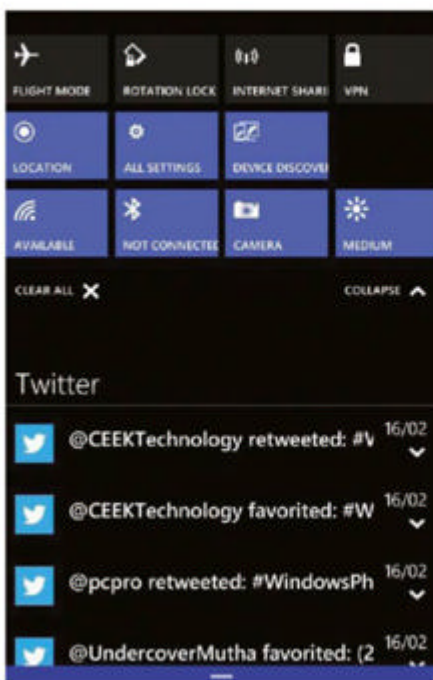 FLIGHT MODE ROTATION LOCK INTERNET SHARI VPN
LOCATION ALL SETTINGS DEVICE DISCOVE
AVAILABLE NOT CONNECTED CAMERA MEDIUM
CLEAR ALL COLLAPSE
Twitter
@CEEKTechnology retweeted: #W 16/02
@CEEKTechnology favorited: #W 16/02
@pcpro retweeted: #WindowsPh 16/02
@UndercoverMutha favorited: (2 16/02